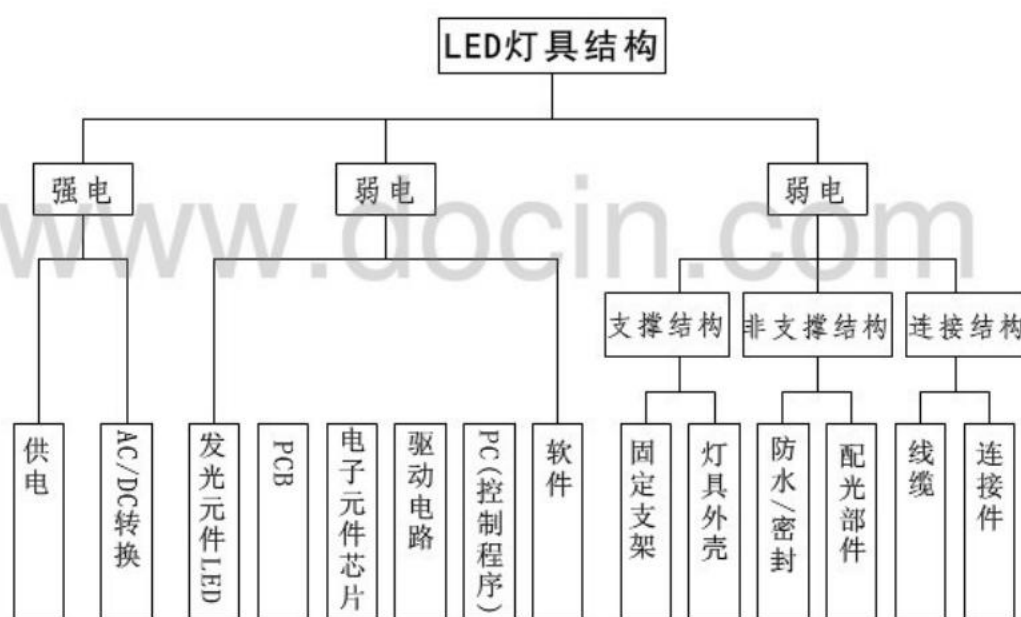 LED灯具结构
强电
弱电
弱电
www.docin.com
支撑结构
非支撑结构
连接结构
供电
AC/DC转换
发光元件LED
PCB
电子元件芯片
驱动电路
PC(控制程序)
软件
固定支架
灯具外壳
防水/密封
配光部件
线缆
连接件